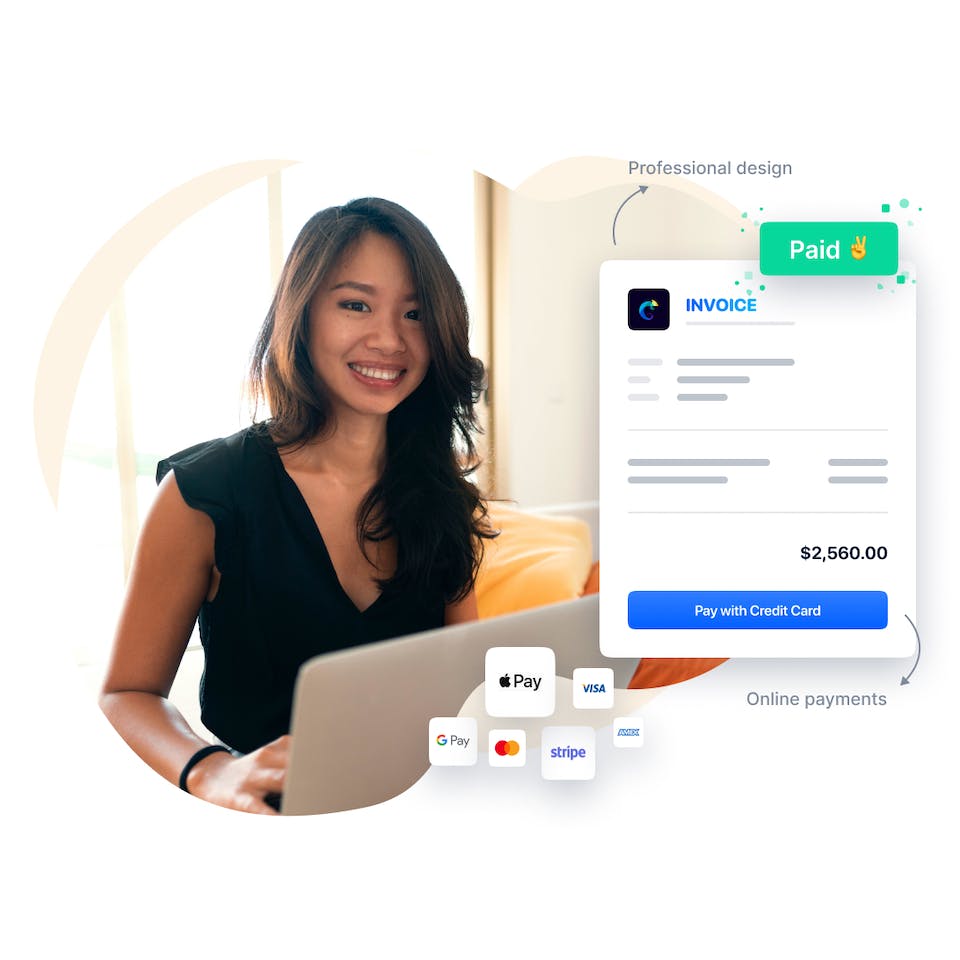 Professional design
Paid ✌️
INVOICE
$2,560.00
Pay with Credit Card
Online payments
Pay
VISA
G Pay
stripe
AMEX